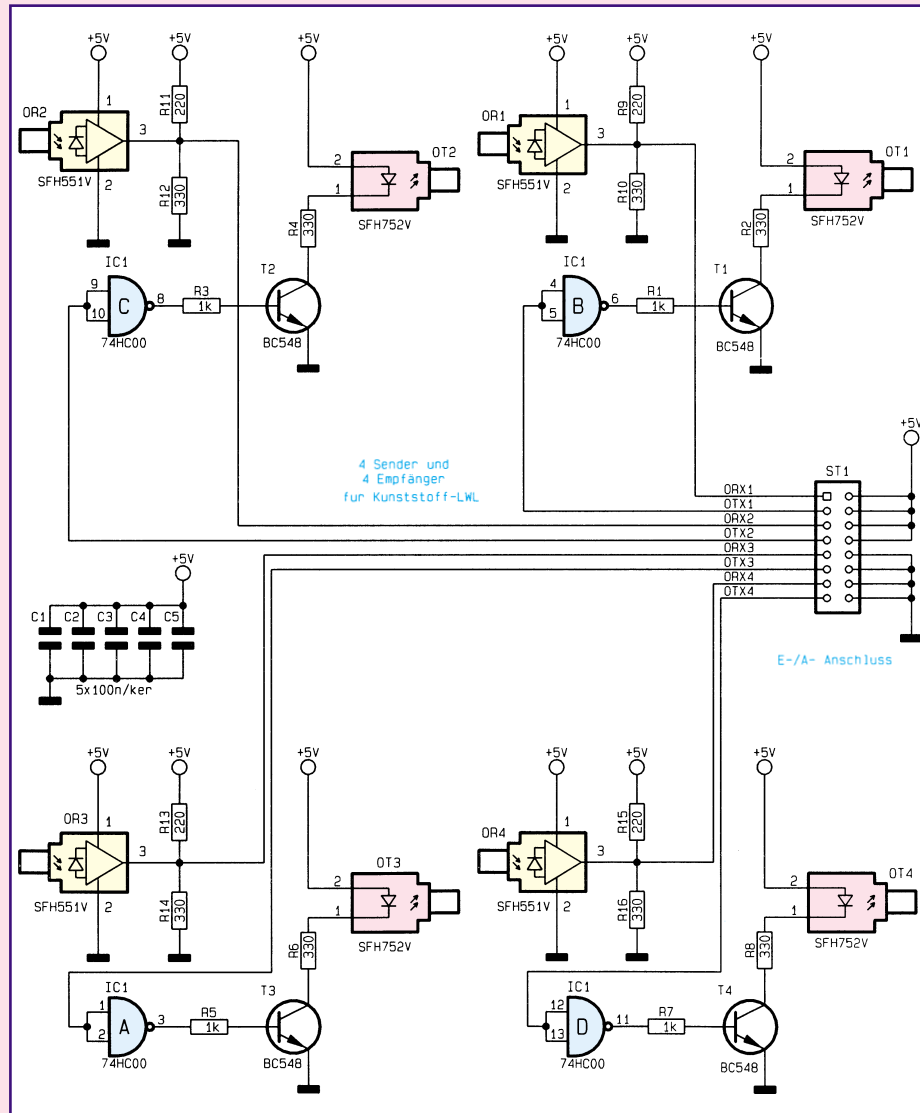 +5V
+5V
+5V
+5V
+5V
+5V
OR2
1
R11
220
3
SFH551V
2
R12
330
OT2
2
1
SFH752V
R4
330
OR1
1
R9
220
3
SFH551V
2
R10
330
OT1
2
1
SFH752V
R2
330
IC1
9
10
C
8
74HC00
R3
1k
T2
BC548
IC1
4
5
B
6
74HC00
R1
1k
T1
BC548
4 Sender und
4 Empfänger
fur Kunststoff-LWL
+5V
ST1
ORX1
OTX1
ORX2
OTX2
ORX3
OTX3
ORX4
OTX4
E-/A- Anschluss
+5V
C1
C2
C3
C4
C5
5x100n/ker
+5V
+5V
+5V
+5V
+5V
+5V
OR3
1
R13
220
3
SFH551V
2
R14
330
OT3
2
1
SFH752V
R6
330
OR4
1
R15
220
3
SFH551V
2
R16
330
OT4
2
1
SFH752V
R8
330
IC1
1
2
A
3
74HC00
R5
1k
T3
BC548
IC1
12
13
D
11
74HC00
R7
1k
T4
BC548